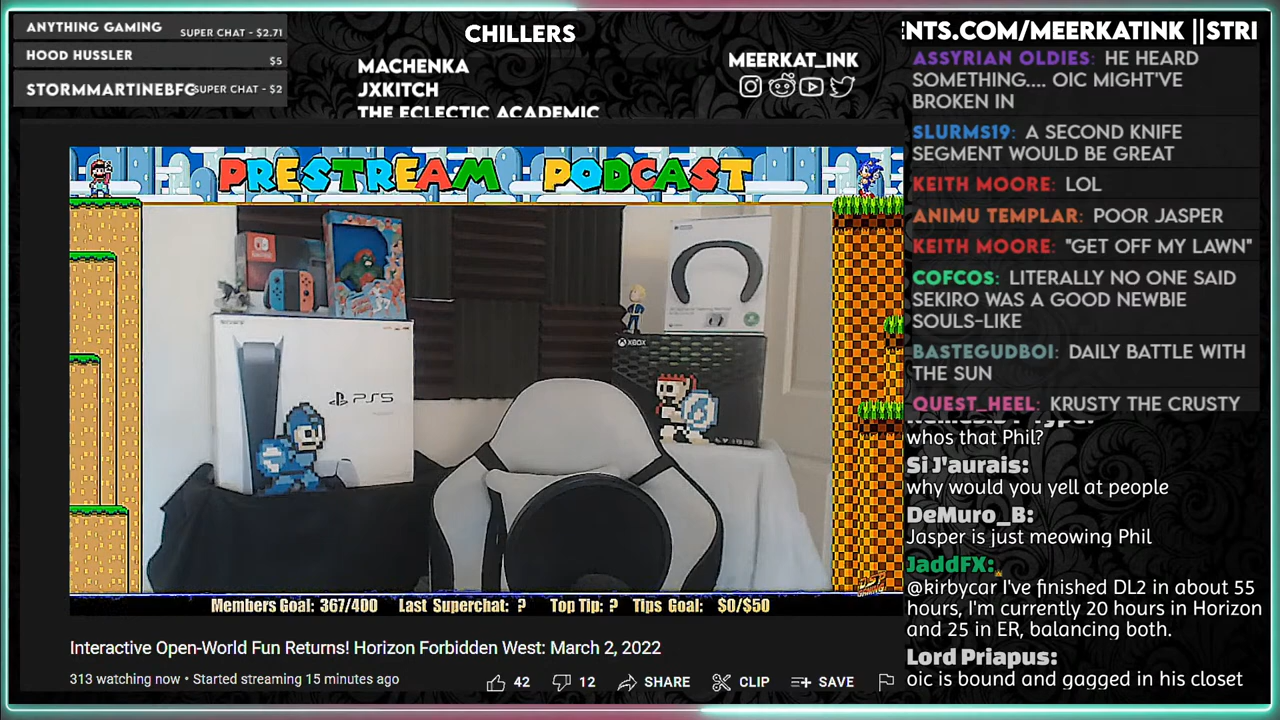 ANYTHING GAMING SUPER CHAT - $2.71
HOOD HUSSLER $5
STORMMARTINEBFC SUPER CHAT - $2
CHILLERS
MACHENKA
JXKITCH
THE ECLECTIC ACADEMIC
MEERKAT_INK
NTS.COM/MEERKATINK ||STRI
PRESTREAM PODCAST
PS5
XBOX
Members Goal: 367/400 Last Superchat: ? Top Tip: ? Tips Goal: $0/$50
Interactive Open-World Fun Returns! Horizon Forbidden West: March 2, 2022
313 watching now • Started streaming 15 minutes ago
42 12 SHARE CLIP SAVE
ASSYRIAN OLDIES: HE HEARD
SOMETHING.... OIC MIGHT'VE
BROKEN IN
SLURMS19: A SECOND KNIFE
SEGMENT WOULD BE GREAT
KEITH MOORE: LOL
ANIMU TEMPLAR: POOR JASPER
KEITH MOORE: "GET OFF MY LAWN"
COFCOS: LITERALLY NO ONE SAID
SEKIRO WAS A GOOD NEWBIE
SOULS-LIKE
BASTEGUDBOI: DAILY BATTLE WITH
THE SUN
QUEST_HEEL: KRUSTY THE CRUSTY
whos that Phil?
Si J'aurais:
why would you yell at people
DeMuro_B:
Jasper is just meowing Phil
JaddFX:
@kirbycar I've finished DL2 in about 55
hours, I'm currently 20 hours in Horizon
and 25 in ER, balancing both.
Lord Priapus:
oic is bound and gagged in his closet